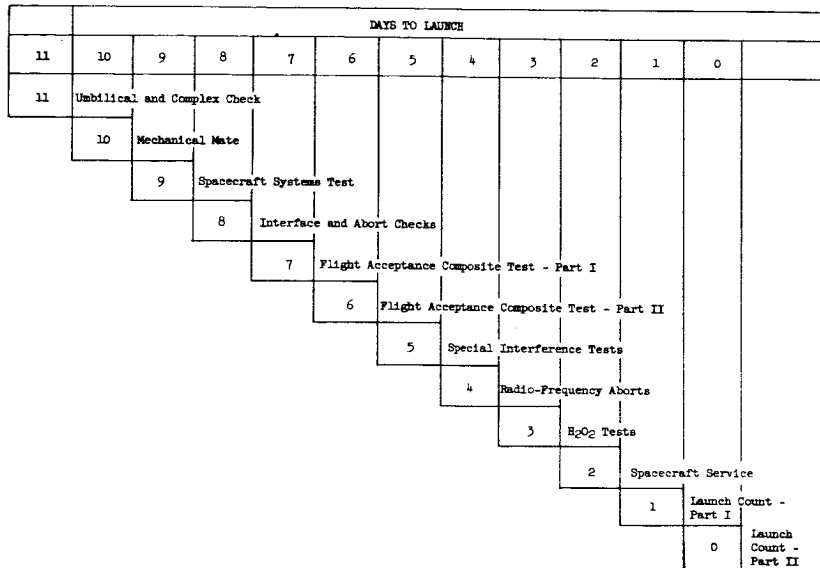 DAYS TO LAUNCH
11 10 9 8 7 6 5 4 3 2 1 0
11 Umbilical and Complex Check
10 Mechanical Mate
9 Spacecraft Systems Test
8 Interface and Abort Checks
7 Flight Acceptance Composite Test - Part I
6 Flight Acceptance Composite Test - Part II
5 Special Interference Tests
4 Radio-Frequency Aborts
3 H2O2 Tests
2 Spacecraft Service
1 Launch Count -
Part I
0 Launch
Count -
Part II